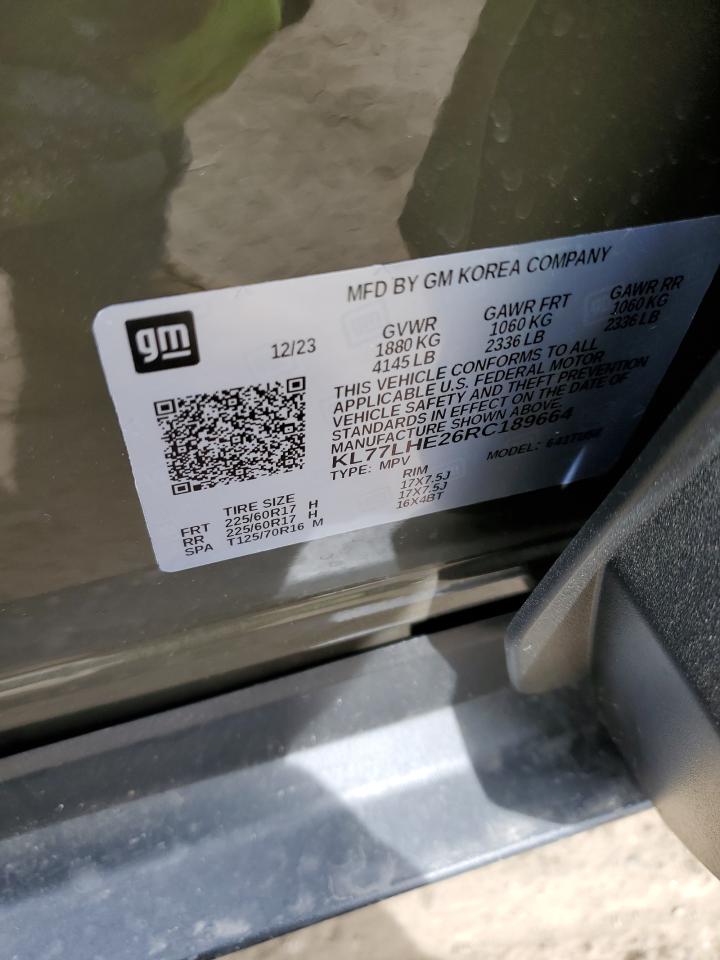 MFD BY GM KOREA COMPANY
gm
12/23
GVWR GAWR FRT GAWR RR
1880 KG 1060 KG 1060 KG
4145 LB 2336 LB 2336 LB
THIS VEHICLE CONFORMS TO ALL
APPLICABLE U.S. FEDERAL MOTOR
VEHICLE SAFETY AND THEFT PREVENTION
STANDARDS IN EFFECT ON THE DATE OF
MANUFACTURE SHOWN ABOVE
KL77LHE26RC189664
TYPE: MPV MODEL:
TIRE SIZE RIM
FRT 225/60R17 H 17X7.5J
RR 225/60R17 H 17X7.5J
SPA T125/70R16 M 16X4BT